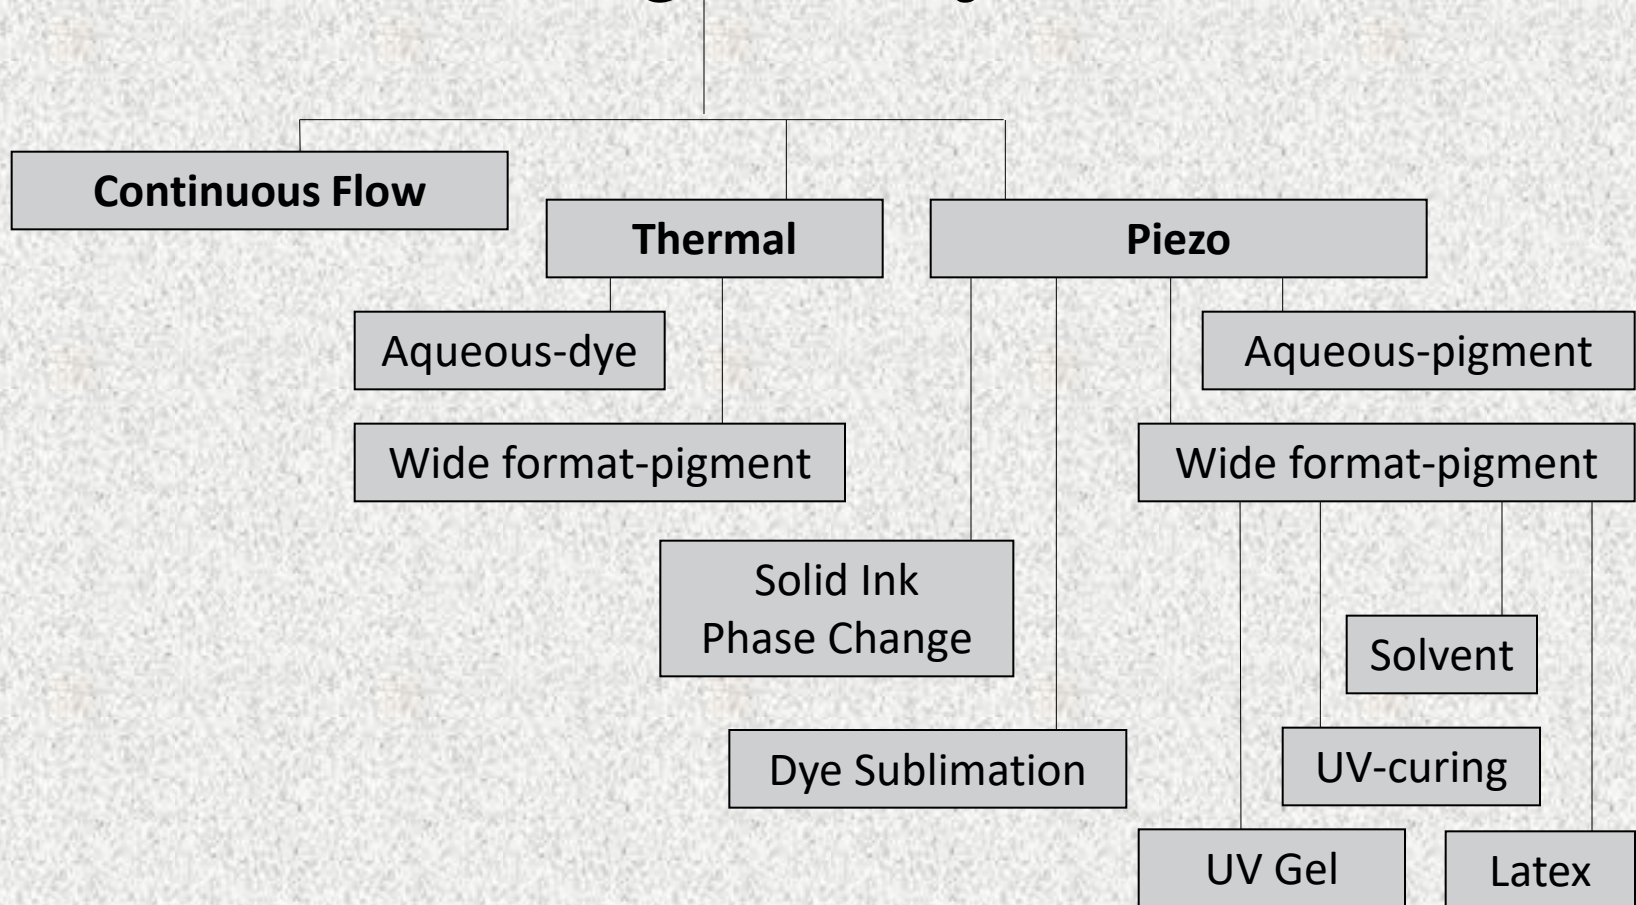 Continuous Flow
Thermal
Piezo
Aqueous-dye
Aqueous-pigment
Wide format-pigment
Wide format-pigment
Solid Ink
Phase Change
Solvent
Dye Sublimation
UV-curing
UV Gel
Latex